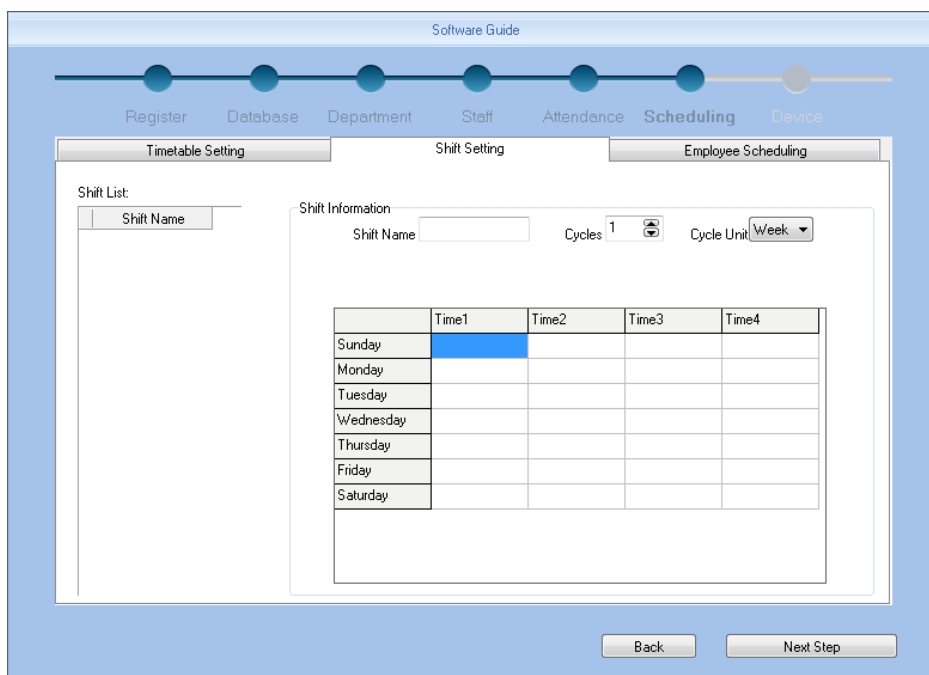 Software Guide
Register Database Department Staff Attendance Scheduling Device
Timetable Setting Shift Setting Employee Scheduling
Shift List:
Shift Name
Shift Information
Shift Name Cycles 1 Cycle Unit Week
Time1 Time2 Time3 Time4
Sunday
Monday
Tuesday
Wednesday
Thursday
Friday
Saturday
Back Next Step